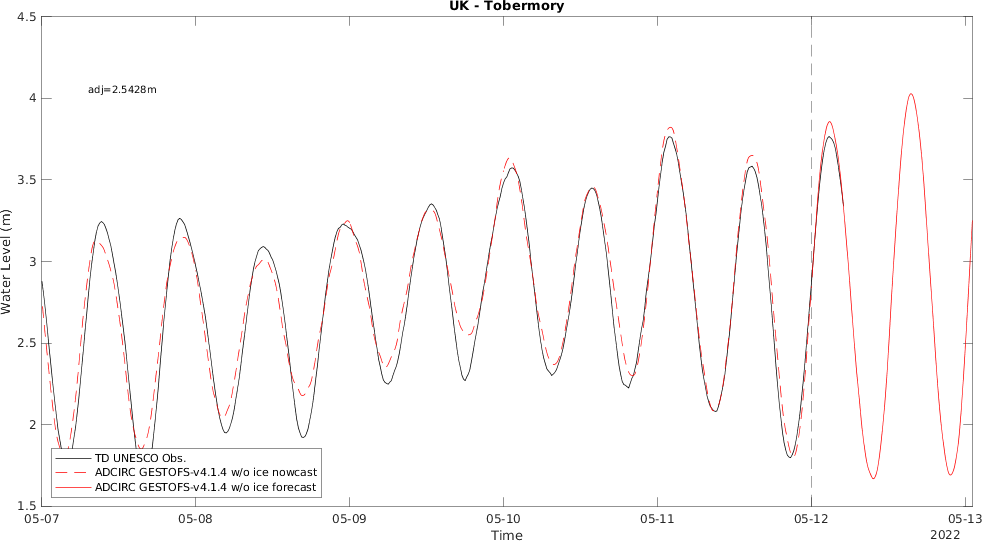 UK - Tobermory
4.5
4
3.5
3
2.5
2
1.5
Water Level (m)
adj=2.5428m
TD UNESCO Obs.
ADCIRC GESTOFS-v4.1.4 w/o ice nowcast
ADCIRC GESTOFS-v4.1.4 w/o ice forecast
05-07 05-08 05-09 05-10 05-11 05-12 05-13
Time
2022